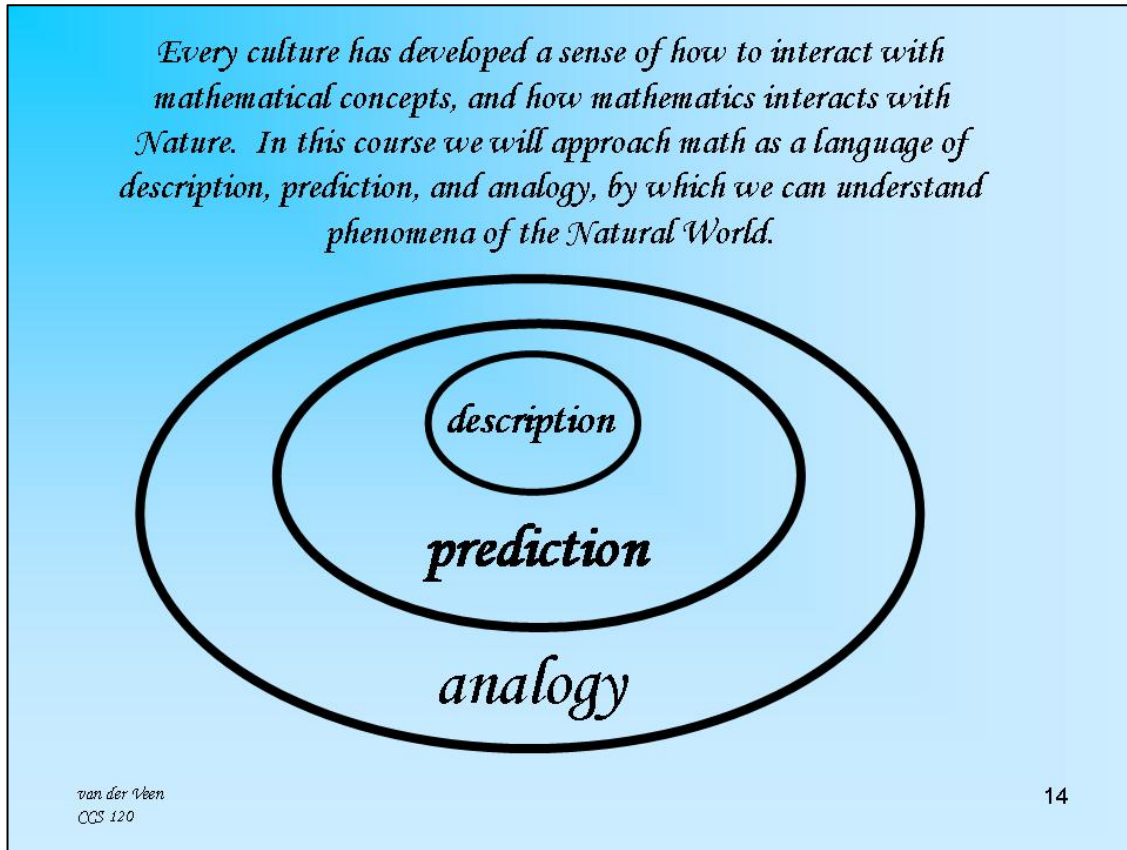 Every culture has developed a sense of how to interact with
mathematical concepts, and how mathematics interacts with
Nature.  In this course we will approach math as a language of
description, prediction, and analogy, by which we can understand
phenomena of the Natural World.
description
prediction
analogy
van der Veen
CCS 120
14